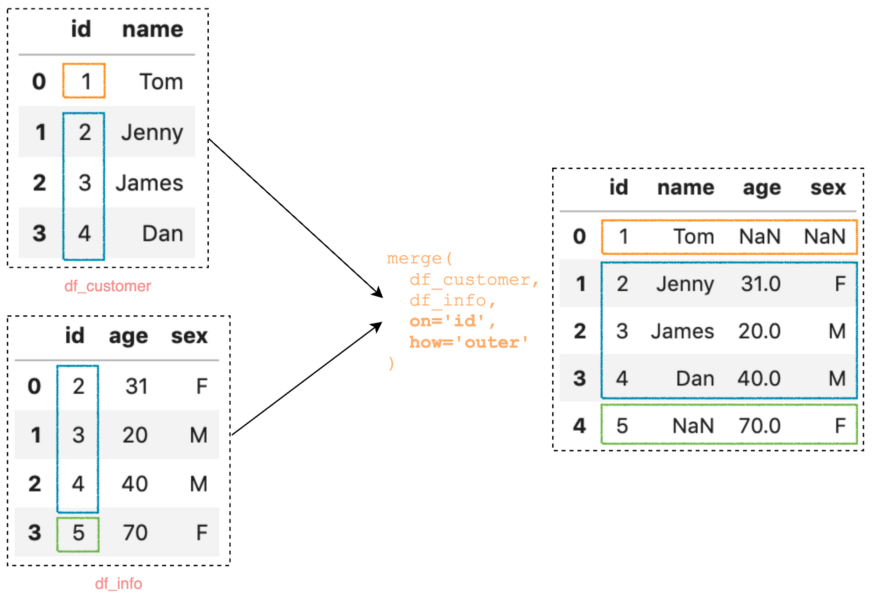 id name
0 1 Tom
1 2 Jenny
2 3 James
3 4 Dan
df_customer
id age sex
0 2 31 F
1 3 20 M
2 4 40 M
3 5 70 F
df_info
merge(
df_customer,
df_info,
on='id',
how='outer'
)
id name age sex
0 1 Tom NaN NaN
1 2 Jenny 31.0 F
2 3 James 20.0 M
3 4 Dan 40.0 M
4 5 NaN 70.0 F